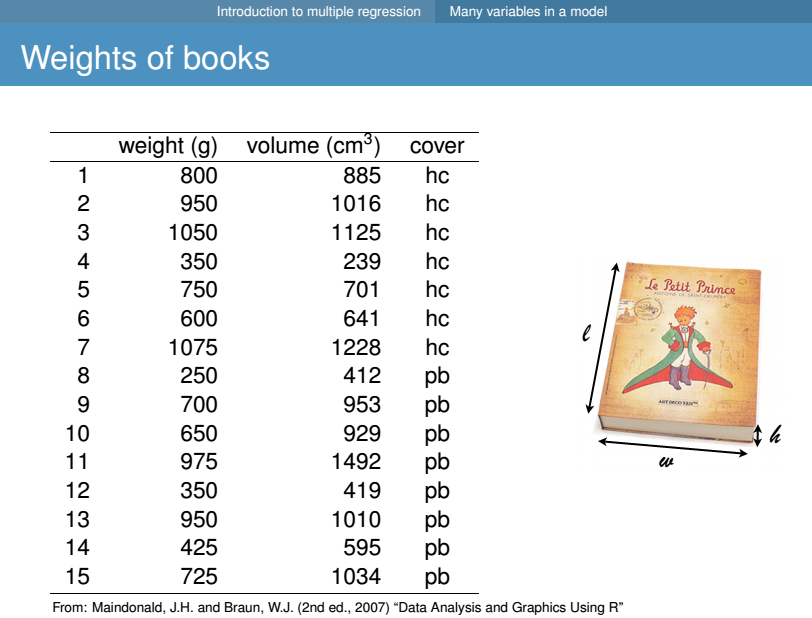 Introduction to multiple regression Many variables in a model
Weights of books
weight (g) volume (cm³) cover
1 800 885 hc
2 950 1016 hc
3 1050 1125 hc
4 350 239 hc
5 750 701 hc
6 600 641 hc
7 1075 1228 hc
8 250 412 pb
9 700 953 pb
10 650 929 pb
11 975 1492 pb
12 350 419 pb
13 950 1010 pb
14 425 595 pb
15 725 1034 pb
Le Petit Prince
ANTOINE DE SAINT-EXUPÉRY
l
w
h
From: Maindonald, J.H. and Braun, W.J. (2nd ed., 2007) “Data Analysis and Graphics Using R”